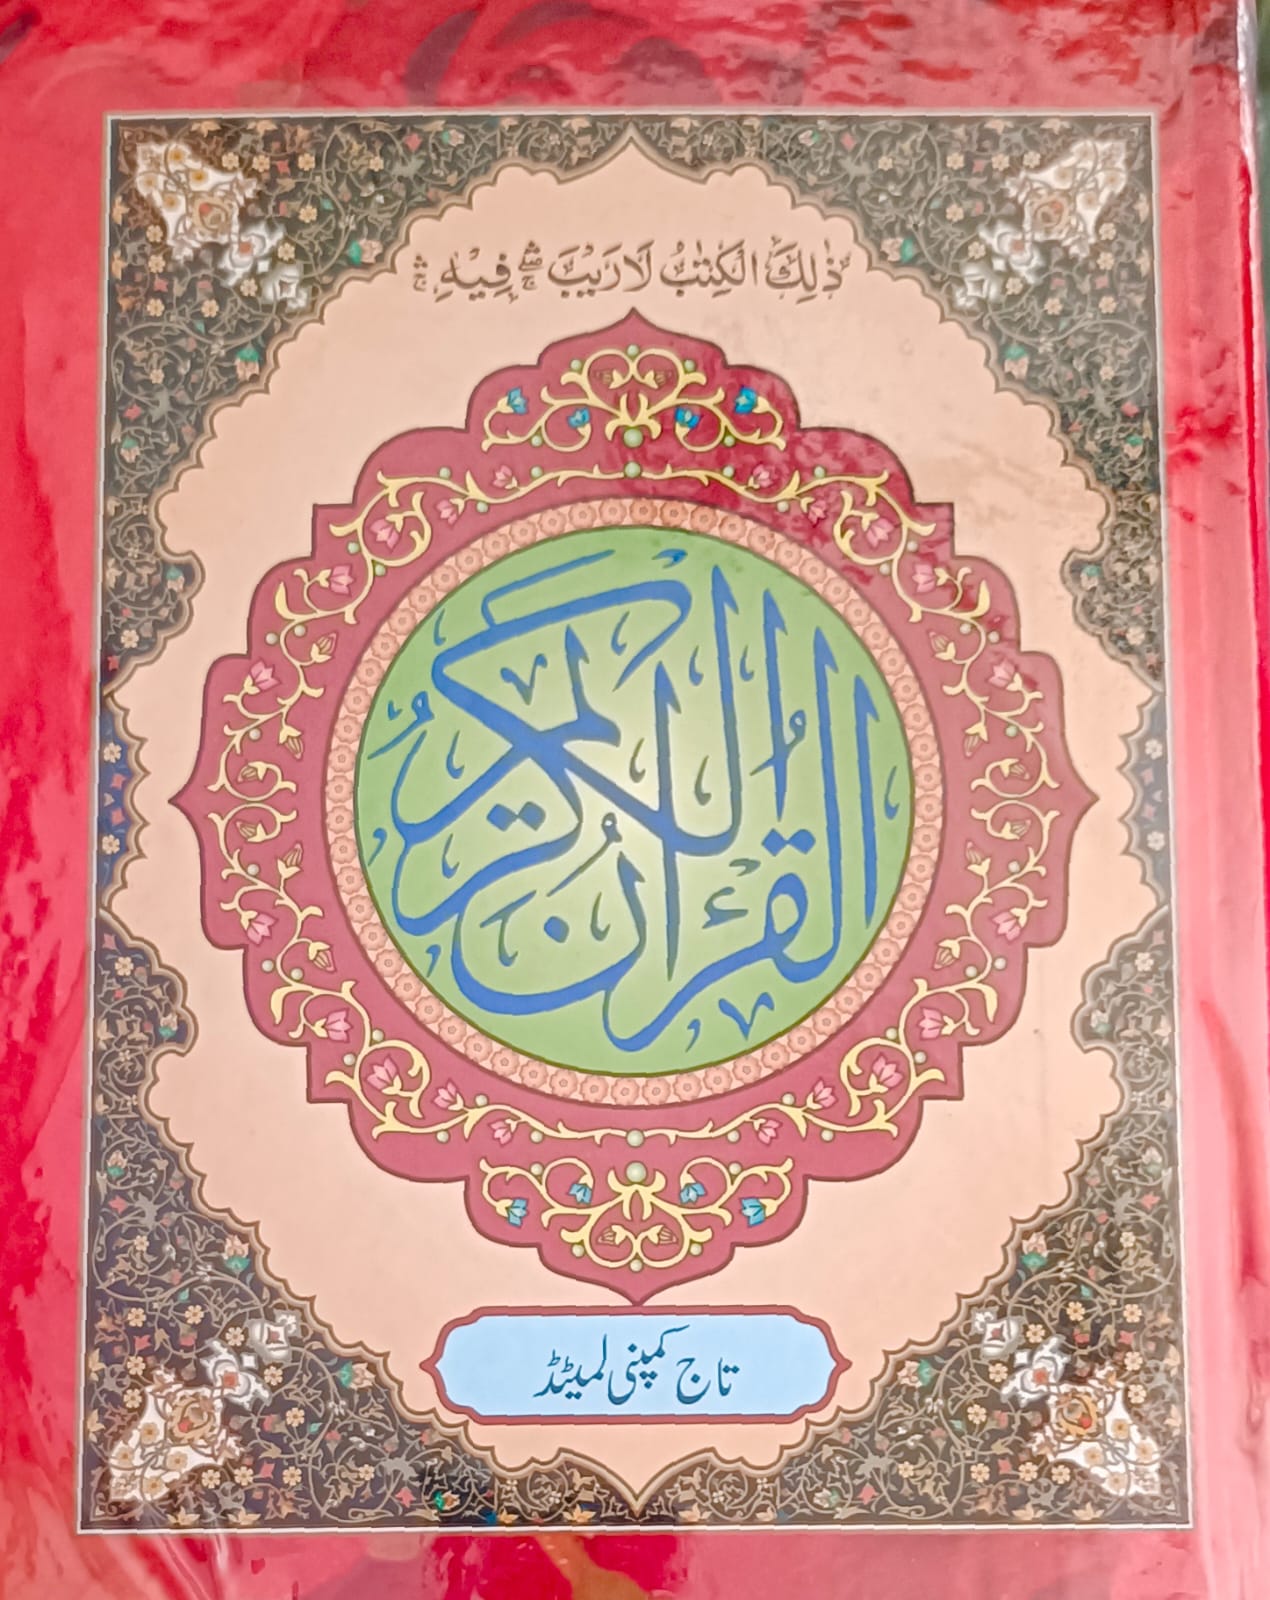 ذٰلِكَ الْكِتٰبُ لَا رَيْبَ ۛۚ فِيْهِ ۛۚ
القرآن الكريم
تاج کمپنی لمیٹڈ